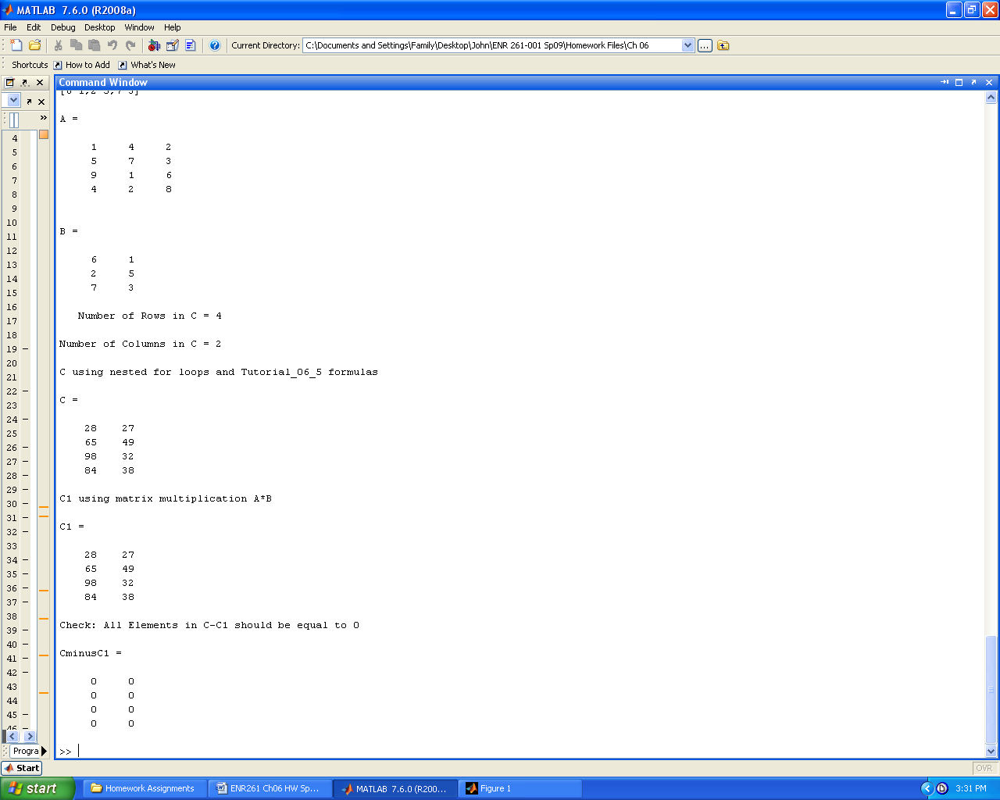 MATLAB 7.6.0 (R2008a)
File Edit Debug Desktop Window Help
Current Directory: C:\Documents and Settings\Family\Desktop\John\ENR 261-001 Sp09\Homework Files\Ch 06 ...
Shortcuts How to Add What's New
Command Window
[6 1;2 5;7 3]
A =
1 4 2
5 7 3
9 1 6
4 2 8
B =
6 1
2 5
7 3
Number of Rows in C = 4
Number of Columns in C = 2
C using nested for loops and Tutorial_06_5 formulas
C =
28 27
65 49
98 32
84 38
C1 using matrix multiplication A*B
C1 =
28 27
65 49
98 32
84 38
Check: All Elements in C-C1 should be equal to 0
CminusC1 =
0 0
0 0
0 0
0 0
>>
4
5
6
7
8
9
10
11
12
13
14
15
16
17
18
19 –
20
21
22 –
23
24 –
25
26 –
27 –
28 –
29 –
30 –
31 –
32 –
33
34 –
35 –
36 –
37 –
38
39 –
40 –
41 –
42 –
43
44
45 –
46 –
Progra
Start
OVR
start Homework Assignments ENR261 Ch06 HW Sp... MATLAB 7.6.0 (R200... Figure 1 3:31 PM